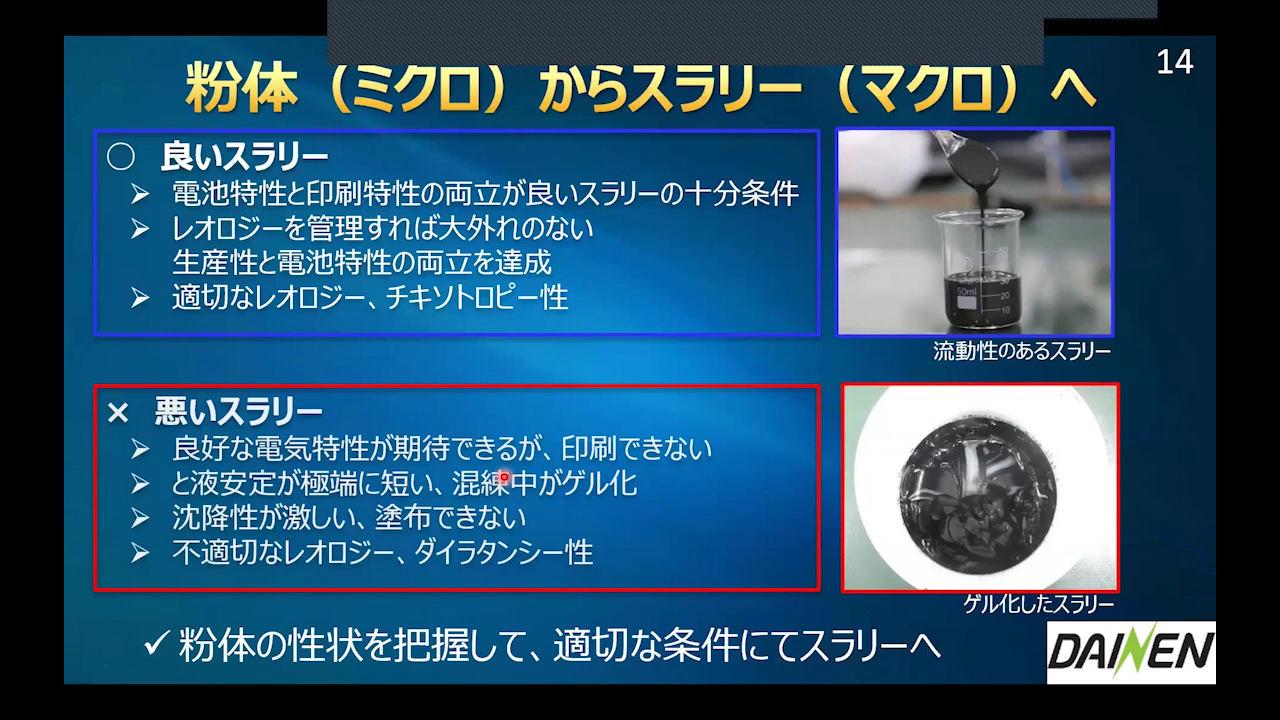 14
粉体（ミクロ）からスラリー（マクロ）へ
○ 良いスラリー
➢ 電池特性と印刷特性の両立が良いスラリーの十分条件
➢ レオロジーを管理すれば大外れのない
生産性と電池特性の両立を達成
➢ 適切なレオロジー、チキソトロピー性
50ml
30
20
10
流動性のあるスラリー
× 悪いスラリー
➢ 良好な電気特性が期待できるが、印刷できない
➢ と液安定が極端に短い、混練中がゲル化
➢ 沈降性が激しい、塗布できない
➢ 不適切なレオロジー、ダイラタンシー性
ゲル化したスラリー
✓ 粉体の性状を把握して、適切な条件にてスラリーへ
DAINEN